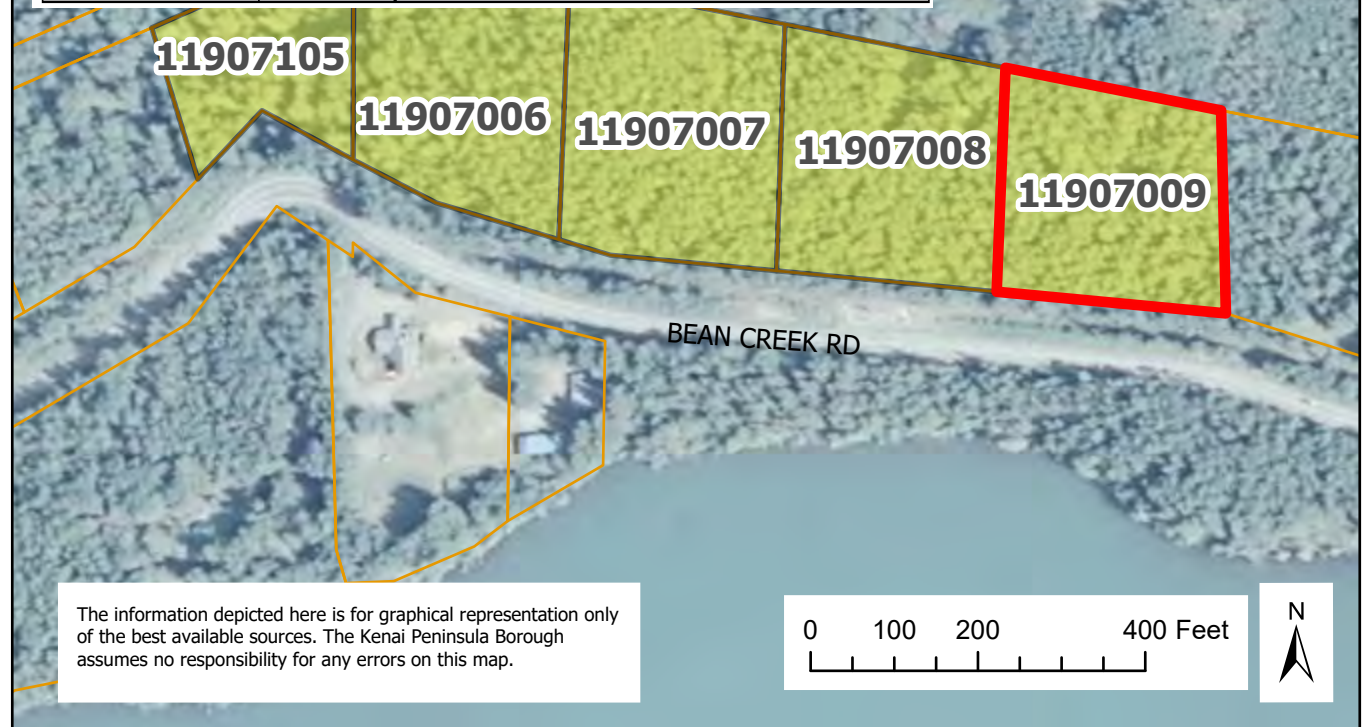 11907105
11907006
11907007
11907008
11907009
BEAN CREEK RD
The information depicted here is for graphical representation only
of the best available sources. The Kenai Peninsula Borough
assumes no responsibility for any errors on this map.
0 100 200 400 Feet
N